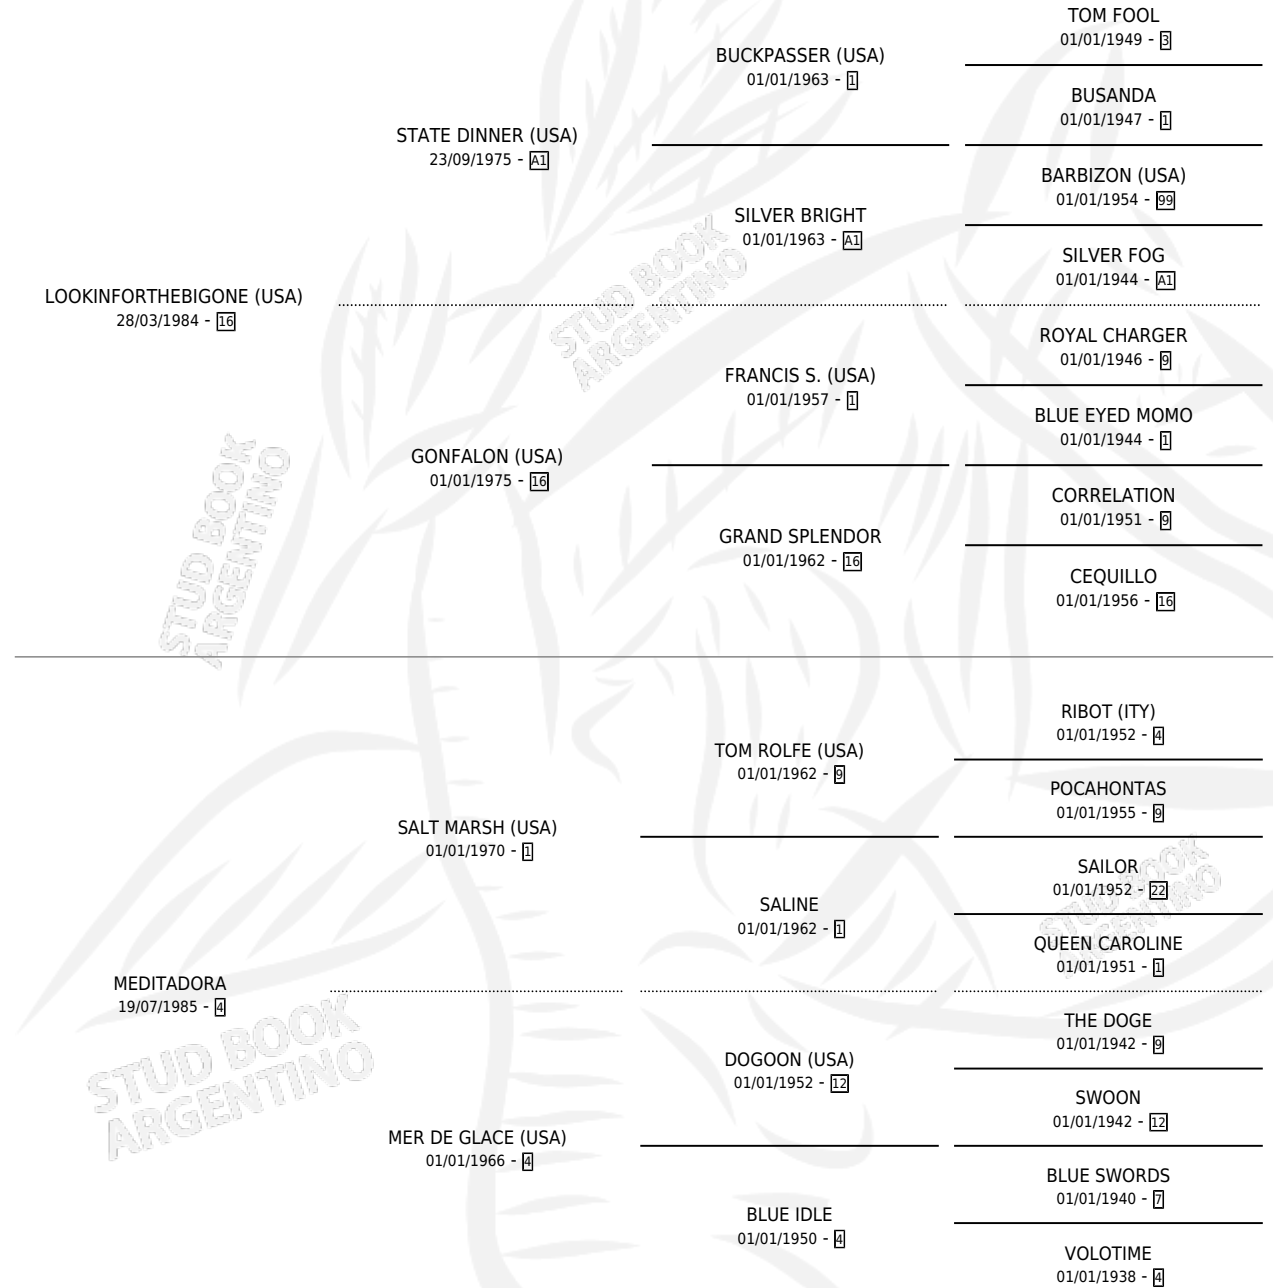 TOM FOOL
01/01/1949 - 3
BUCKPASSER (USA)
01/01/1963 - 1
BUSANDA
01/01/1947 - 1
STATE DINNER (USA)
23/09/1975 - A1
BARBIZON (USA)
01/01/1954 - 99
SILVER BRIGHT
01/01/1963 - A1
SILVER FOG
01/01/1944 - A1
LOOKINFORTHEBIGONE (USA)
28/03/1984 - 16
ROYAL CHARGER
01/01/1946 - 9
FRANCIS S. (USA)
01/01/1957 - 1
BLUE EYED MOMO
01/01/1944 - 1
GONFALON (USA)
01/01/1975 - 16
CORRELATION
01/01/1951 - 9
GRAND SPLENDOR
01/01/1962 - 16
CEQUILLO
01/01/1956 - 16
RIBOT (ITY)
01/01/1952 - 4
TOM ROLFE (USA)
01/01/1962 - 9
POCAHONTAS
01/01/1955 - 9
SALT MARSH (USA)
01/01/1970 - 1
SAILOR
01/01/1952 - 22
SALINE
01/01/1962 - 1
QUEEN CAROLINE
01/01/1951 - 1
MEDITADORA
19/07/1985 - 4
THE DOGE
01/01/1942 - 9
DOGOON (USA)
01/01/1952 - 12
SWOON
01/01/1942 - 12
MER DE GLACE (USA)
01/01/1966 - 4
BLUE SWORDS
01/01/1940 - 7
BLUE IDLE
01/01/1950 - 4
VOLOTIME
01/01/1938 - 4
STUD BOOK
ARGENTINO
STUD BOOK
ARGENTINO
STUD BOOK
ARGENTINO
STUD BOOK
ARGENTINO